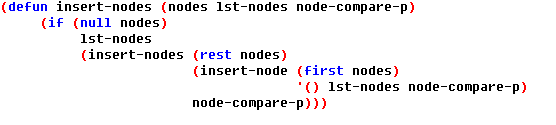 (defun insert-nodes (nodes lst-nodes node-compare-p)
(if (null nodes)
lst-nodes
(insert-nodes (rest nodes)
(insert-node (first nodes)
'() lst-nodes node-compare-p)
node-compare-p)))